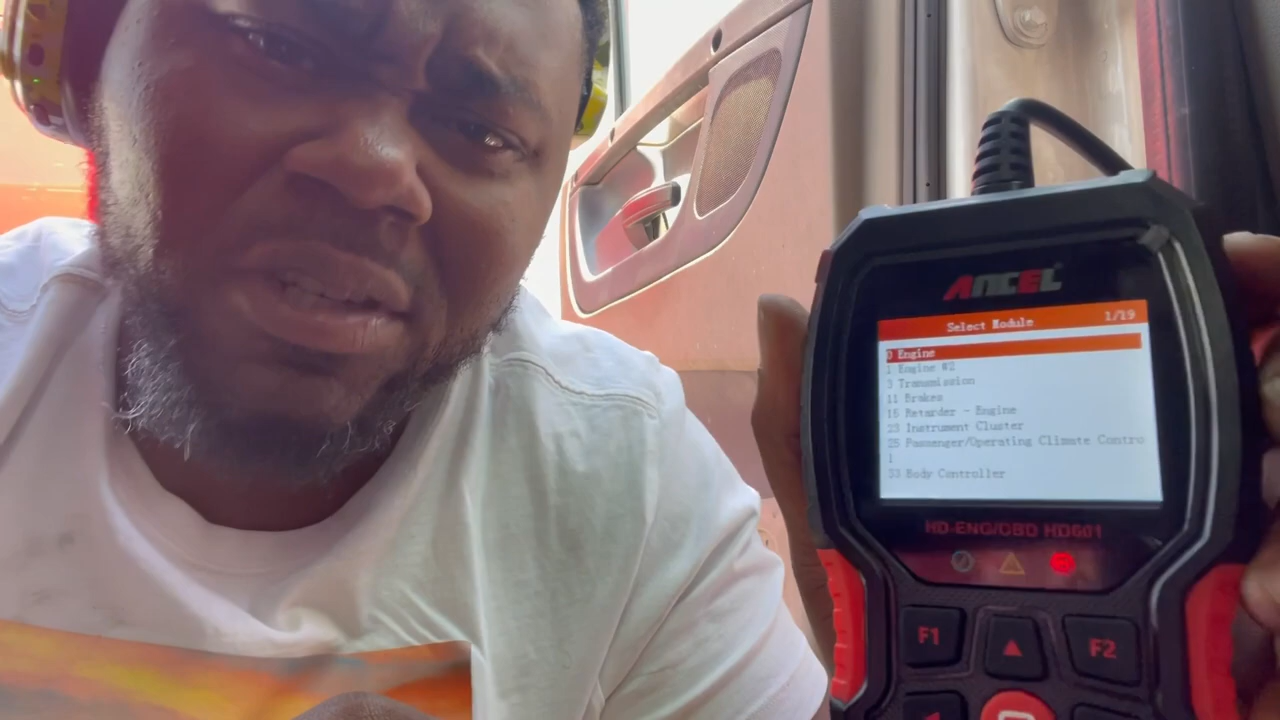 ANCEL
Select Module 1/19
0 Engine
1 Engine #2
3 Transmission
11 Brakes
16 Retarder - Engine
23 Instrument Cluster
25 Passenger/Operating Climate Contro
l
33 Body Controller
HD-ENG/OBD HD601
F1
F2